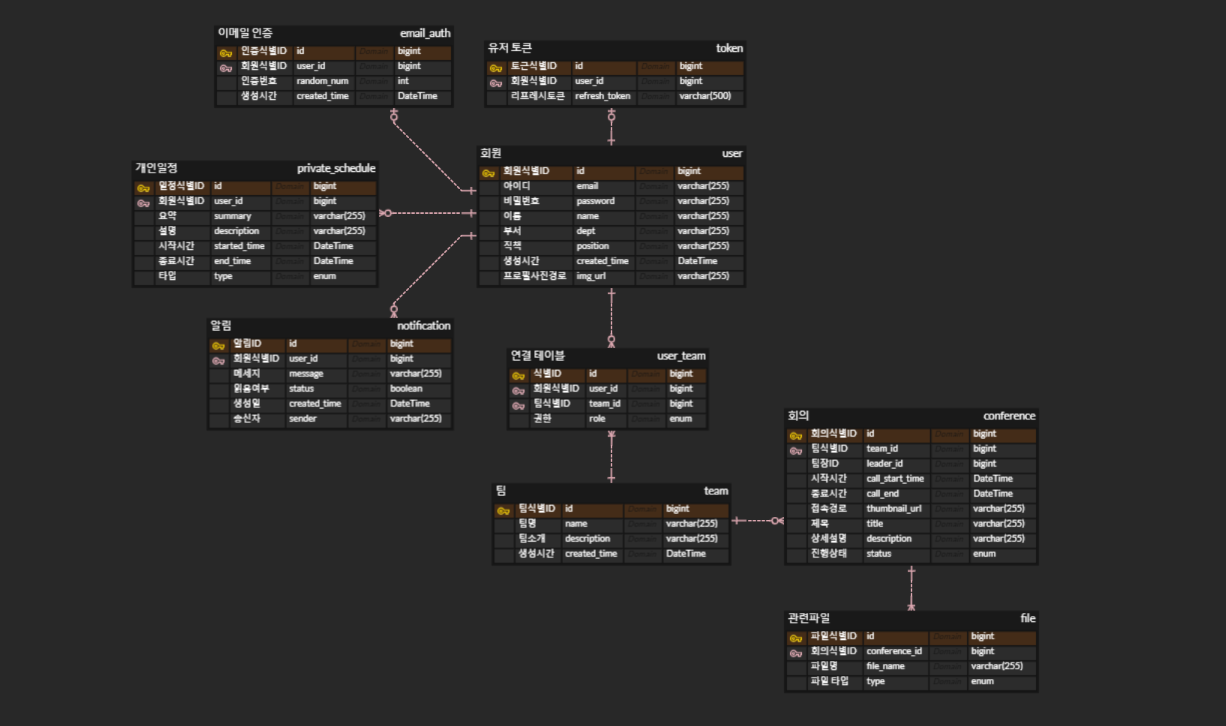 이메일 인증 email_auth
인증식별ID id Domain bigint
회원식별ID user_id Domain bigint
인증번호 random_num Domain int
생성시간 created_time Domain DateTime
유저 토큰 token
토큰식별ID id Domain bigint
회원식별ID user_id Domain bigint
리프레시토큰 refresh_token Domain varchar(500)
개인일정 private_schedule
일정식별ID id Domain bigint
회원식별ID user_id Domain bigint
요약 summary Domain varchar(255)
설명 description Domain varchar(255)
시작시간 started_time Domain DateTime
종료시간 end_time Domain DateTime
타입 type Domain enum
회원 user
회원식별ID id Domain bigint
아이디 email Domain varchar(255)
비밀번호 password Domain varchar(255)
이름 name Domain varchar(255)
부서 dept Domain varchar(255)
직책 position Domain varchar(255)
생성시간 created_time Domain DateTime
프로필사진경로 img_url Domain varchar(255)
알림 notification
알림ID id Domain bigint
회원식별ID user_id Domain bigint
메세지 message Domain varchar(255)
읽음여부 status Domain boolean
생성일 created_time Domain DateTime
송신자 sender Domain varchar(255)
연결 테이블 user_team
식별ID id Domain bigint
회원식별ID user_id Domain bigint
팀식별ID team_id Domain bigint
권한 role Domain enum
팀 team
팀식별ID id Domain bigint
팀명 name Domain varchar(255)
팀소개 description Domain varchar(255)
생성시간 created_time Domain DateTime
회의 conference
회의식별ID id Domain bigint
팀식별ID team_id Domain bigint
팀장ID leader_id Domain bigint
시작시간 call_start_time Domain DateTime
종료시간 call_end Domain DateTime
접속경로 thumbnail_url Domain varchar(255)
제목 title Domain varchar(255)
상세설명 description Domain varchar(255)
진행상태 status Domain enum
관련파일 file
파일식별ID id Domain bigint
회의식별ID conference_id Domain bigint
파일명 file_name Domain varchar(255)
파일 타입 type Domain enum